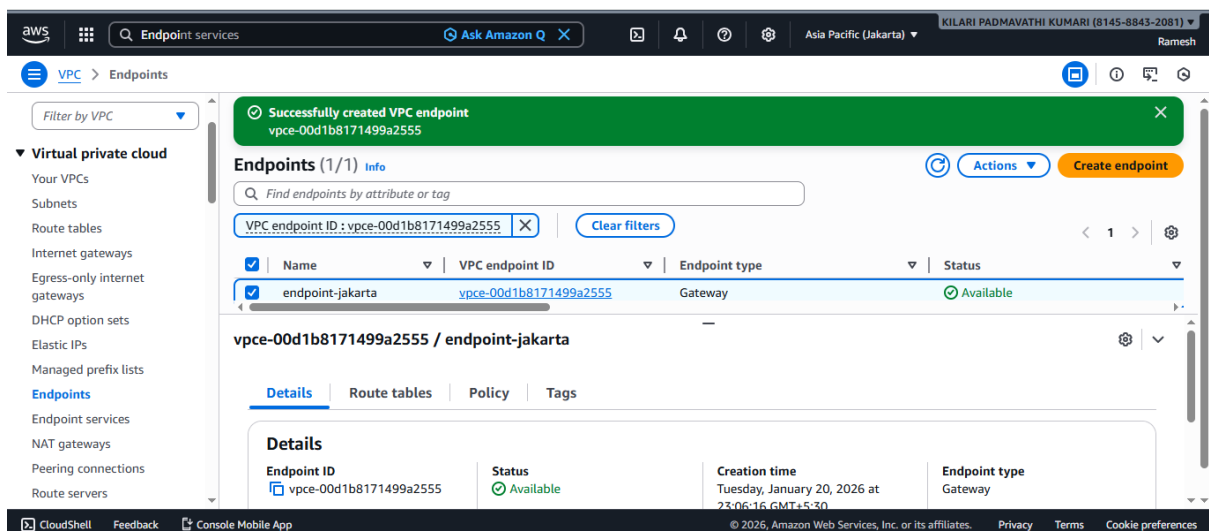 aws
Endpoint services
Ask Amazon Q
Asia Pacific (Jakarta)
KILARI PADMAVATHI KUMARI (8145-8843-2081)
Ramesh
VPC > Endpoints
Filter by VPC
Virtual private cloud
Your VPCs
Subnets
Route tables
Internet gateways
Egress-only internet
gateways
DHCP option sets
Elastic IPs
Managed prefix lists
Endpoints
Endpoint services
NAT gateways
Peering connections
Route servers
Successfully created VPC endpoint
vpce-00d1b8171499a2555
Endpoints (1/1) Info
Actions
Create endpoint
Find endpoints by attribute or tag
VPC endpoint ID : vpce-00d1b8171499a2555
Clear filters
1
Name VPC endpoint ID Endpoint type Status
endpoint-jakarta vpce-00d1b8171499a2555 Gateway Available
vpce-00d1b8171499a2555 / endpoint-jakarta
Details Route tables Policy Tags
Details
Endpoint ID Status Creation time Endpoint type
vpce-00d1b8171499a2555 Available Tuesday, January 20, 2026 at Gateway
23:06:16 GMT+5:30
CloudShell Feedback Console Mobile App © 2026, Amazon Web Services, Inc. or its affiliates. Privacy Terms Cookie preferences